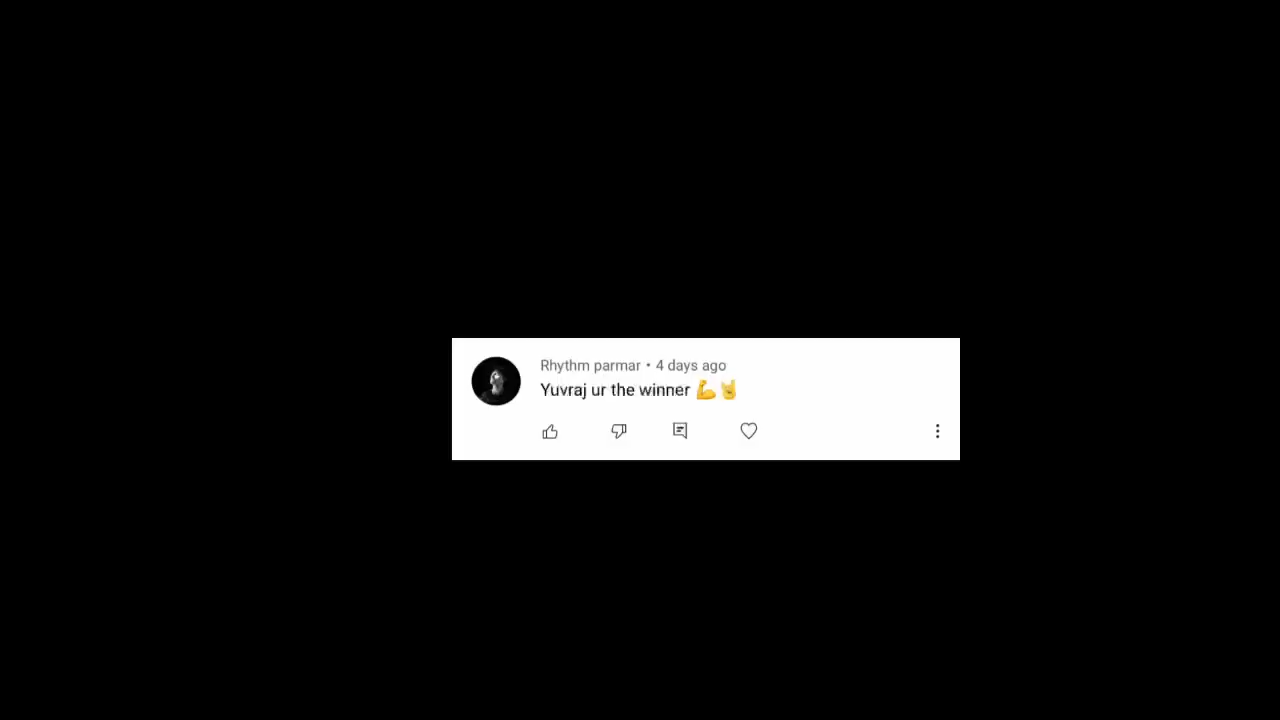 Rhythm parmar • 4 days ago
Yuvraj ur the winner 💪🤘